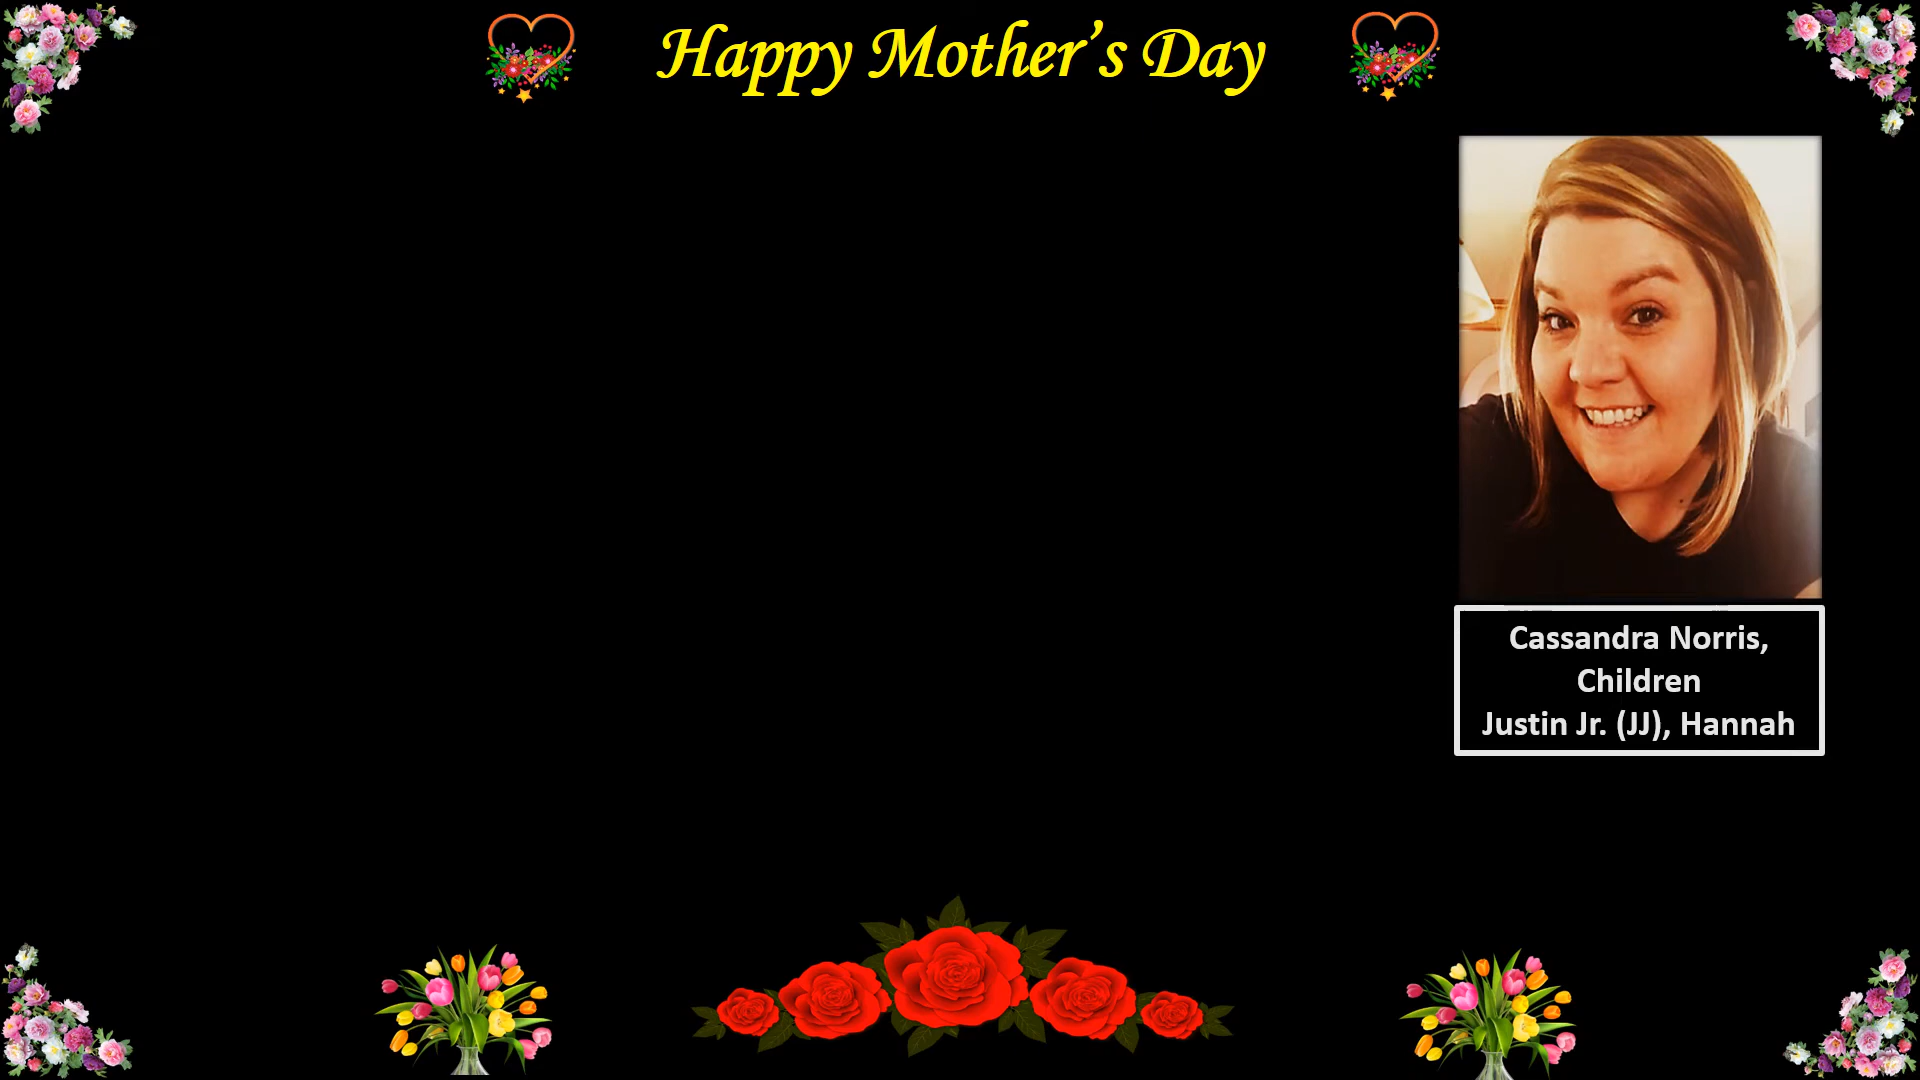 Happy Mother’s Day
Cassandra Norris,
Children
Justin Jr. (JJ), Hannah